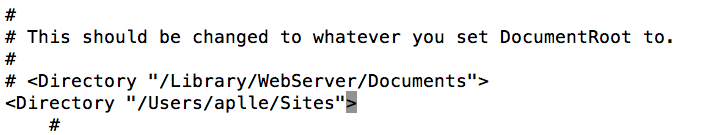 #
# This should be changed to whatever you set DocumentRoot to.
#
# <Directory "/Library/WebServer/Documents">
<Directory "/Users/aplle/Sites">
#